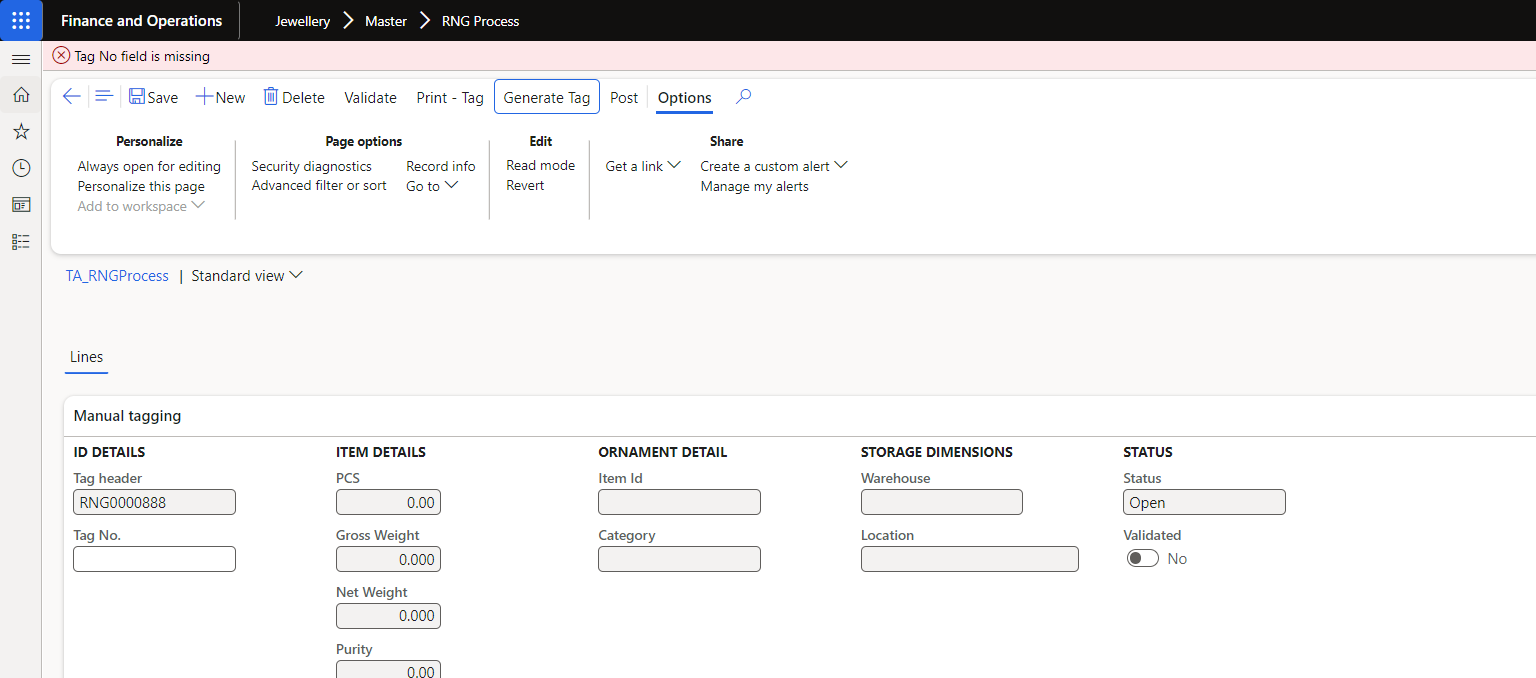 Finance and Operations Jewellery Master RNG Process
Tag No field is missing
Save New Delete Validate Print - Tag Generate Tag Post Options
Personalize
Always open for editing
Personalize this page
Add to workspace
Page options
Security diagnostics
Advanced filter or sort
Record info
Go to
Edit
Read mode
Revert
Share
Get a link
Create a custom alert
Manage my alerts
TA_RNGProcess | Standard view
Lines
Manual tagging
ID DETAILS
Tag header
RNG0000888
Tag No.
ITEM DETAILS
PCS
0.00
Gross Weight
0.000
Net Weight
0.000
Purity
0.00
ORNAMENT DETAIL
Item Id
Category
STORAGE DIMENSIONS
Warehouse
Location
STATUS
Status
Open
Validated
No